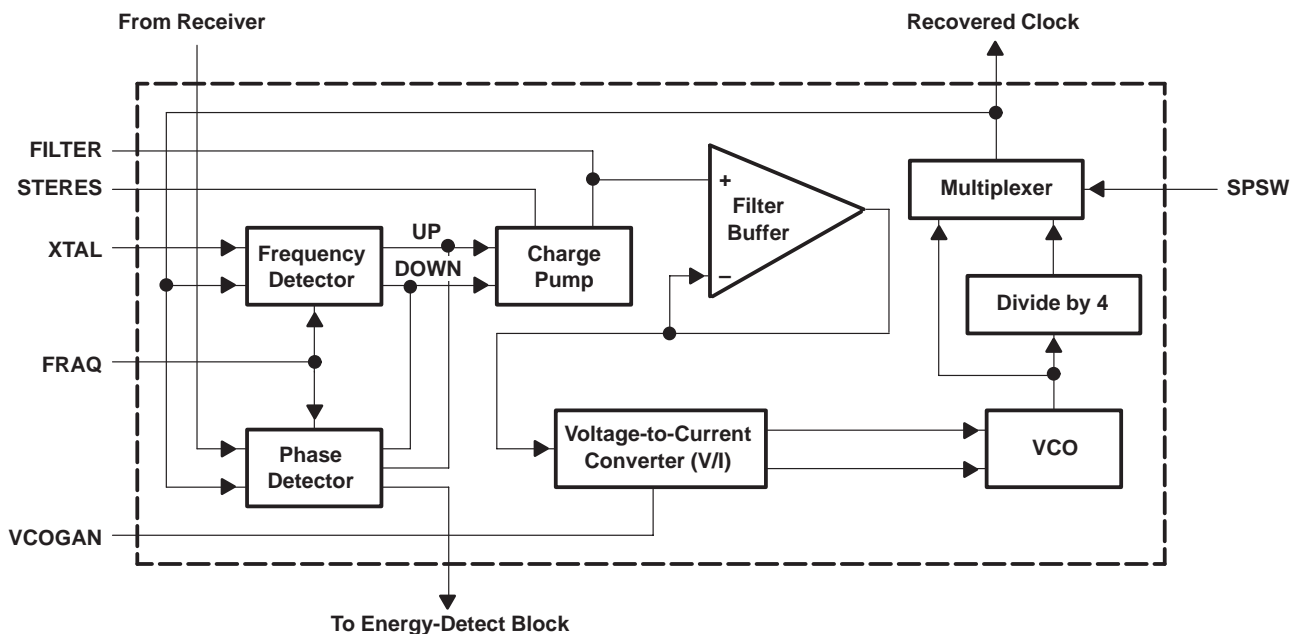 From Receiver
Recovered Clock
FILTER
STERES
XTAL
FRAQ
VCOGAN
UP
DOWN
Frequency
Detector
Charge
Pump
+
Filter
Buffer
–
Multiplexer
SPSW
Divide by 4
Phase
Detector
Voltage-to-Current
Converter (V/I)
VCO
To Energy-Detect Block